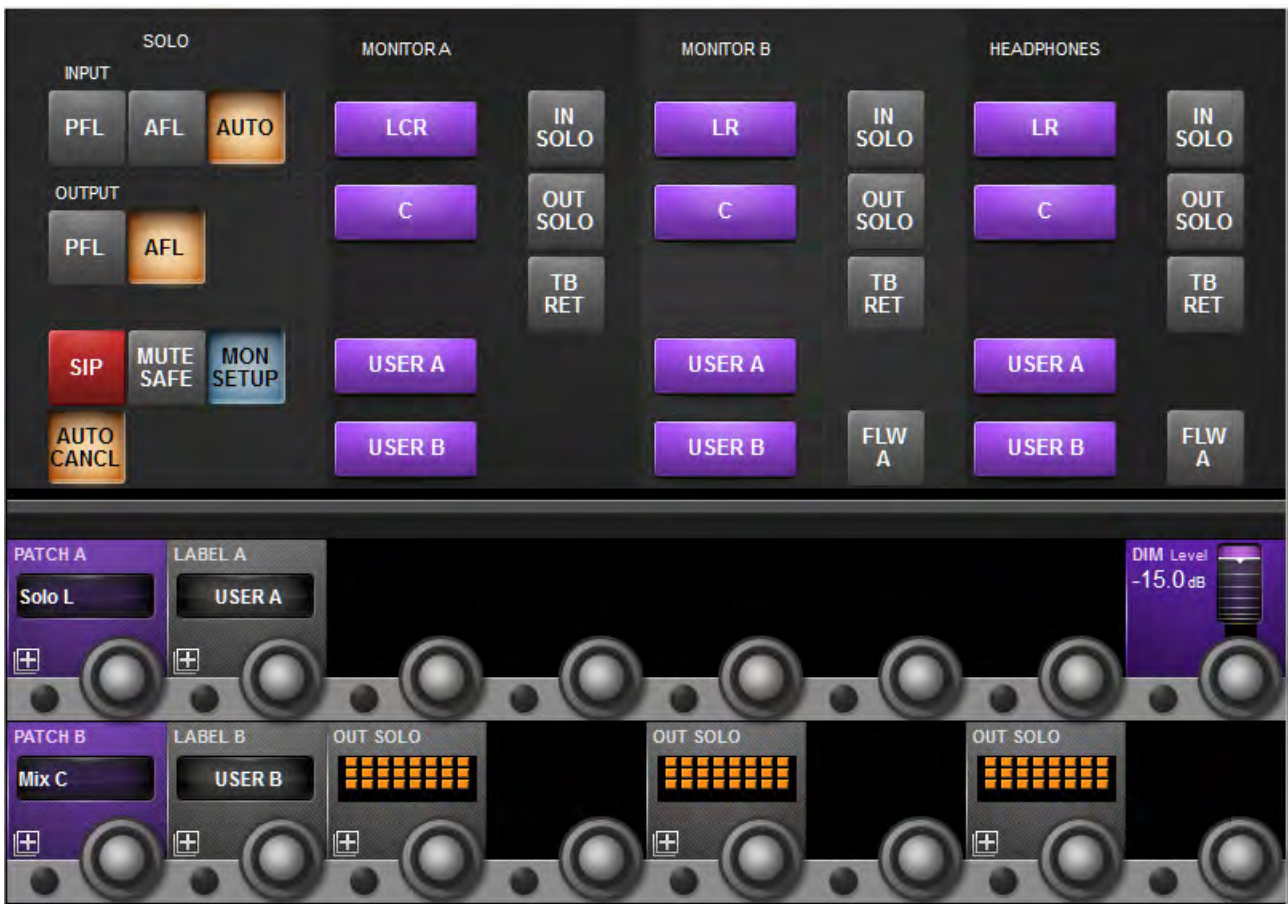 SOLO
MONITOR A
MONITOR B
HEADPHONES
INPUT
PFL
AFL
AUTO
LCR
IN
SOLO
LR
IN
SOLO
LR
IN
SOLO
OUTPUT
PFL
AFL
C
OUT
SOLO
C
OUT
SOLO
C
OUT
SOLO
TB
RET
TB
RET
TB
RET
SIP
MUTE
SAFE
MON
SETUP
USER A
USER A
USER A
AUTO
CANCL
USER B
USER B
FLW
A
USER B
FLW
A
PATCH A
Solo L
LABEL A
USER A
DIM Level
-15.0 dB
PATCH B
Mix C
LABEL B
USER B
OUT SOLO
OUT SOLO
OUT SOLO